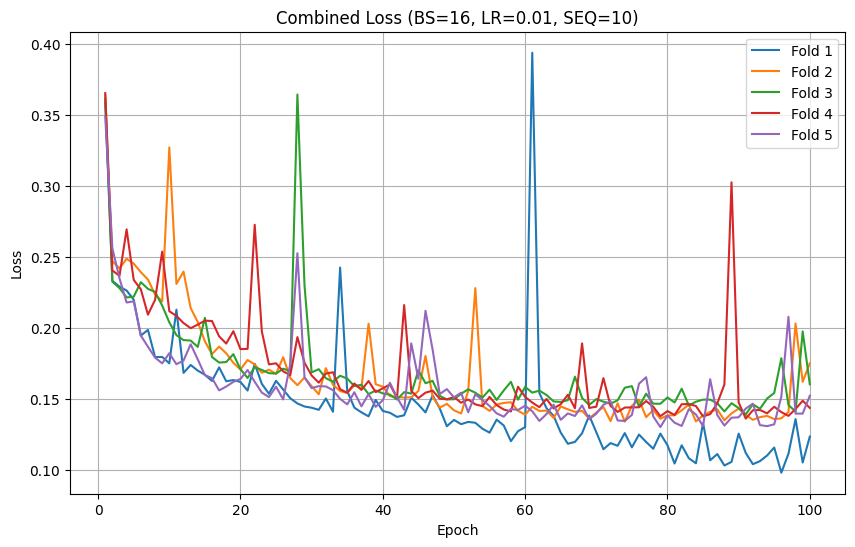 Combined Loss (BS=16, LR=0.01, SEQ=10)
Loss
0.40
0.35
0.30
0.25
0.20
0.15
0.10
0
20
40
60
80
100
Epoch
Fold 1
Fold 2
Fold 3
Fold 4
Fold 5